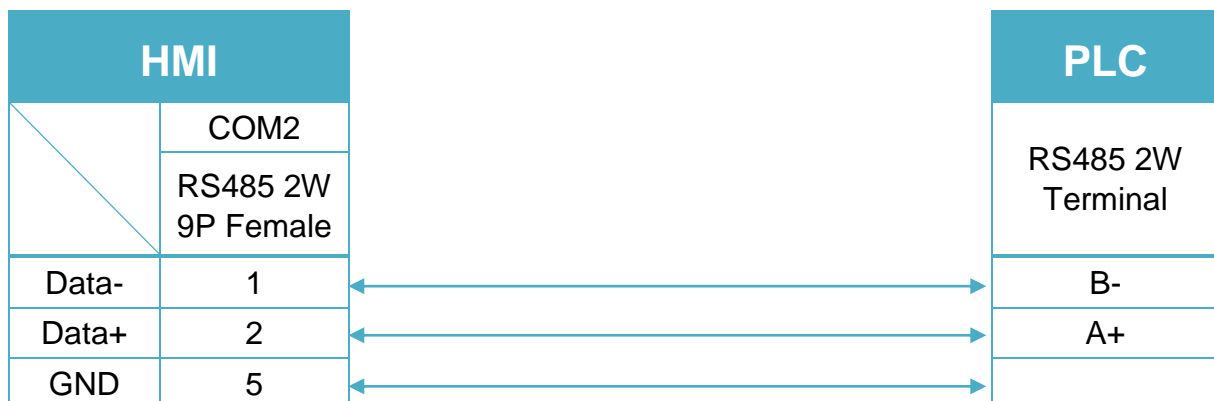 HMI
PLC
COM2
RS485 2W
9P Female
RS485 2W
Terminal
Data- 1 B-
Data+ 2 A+
GND 5